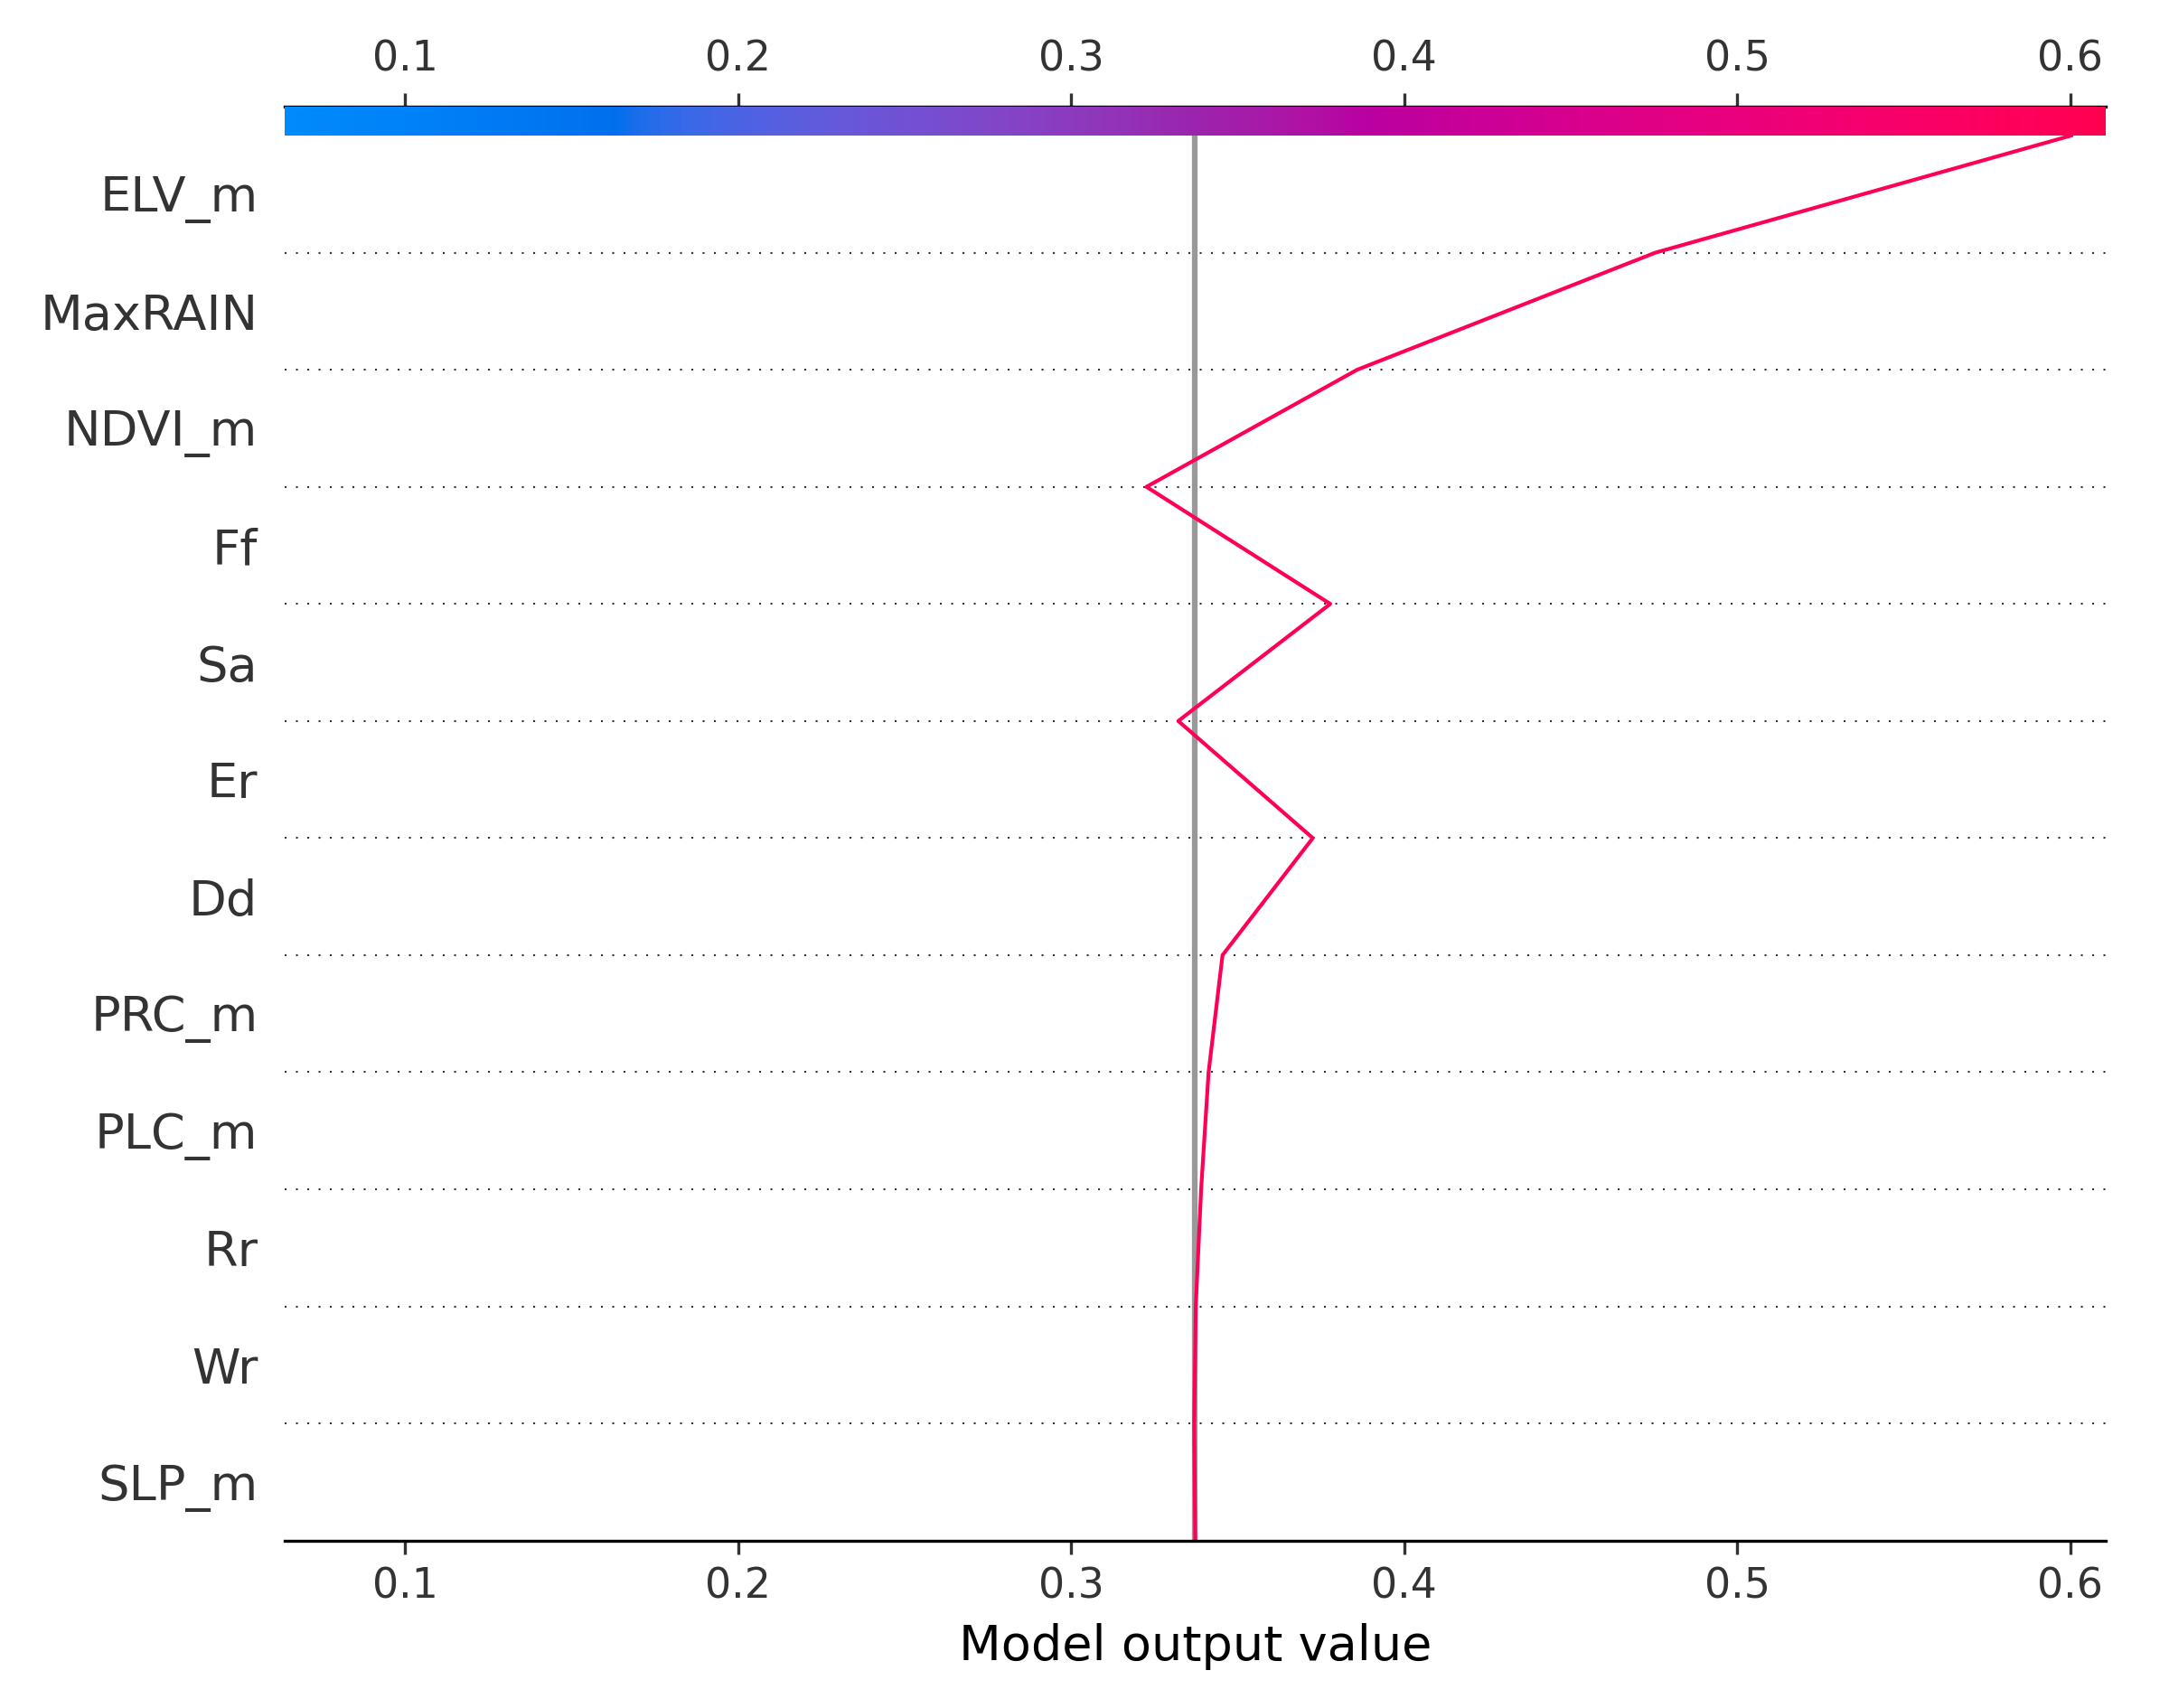 0.1 0.2 0.3 0.4 0.5 0.6
ELV_m
MaxRAIN
NDVI_m
Ff
Sa
Er
Dd
PRC_m
PLC_m
Rr
Wr
SLP_m
0.1 0.2 0.3 0.4 0.5 0.6
Model output value